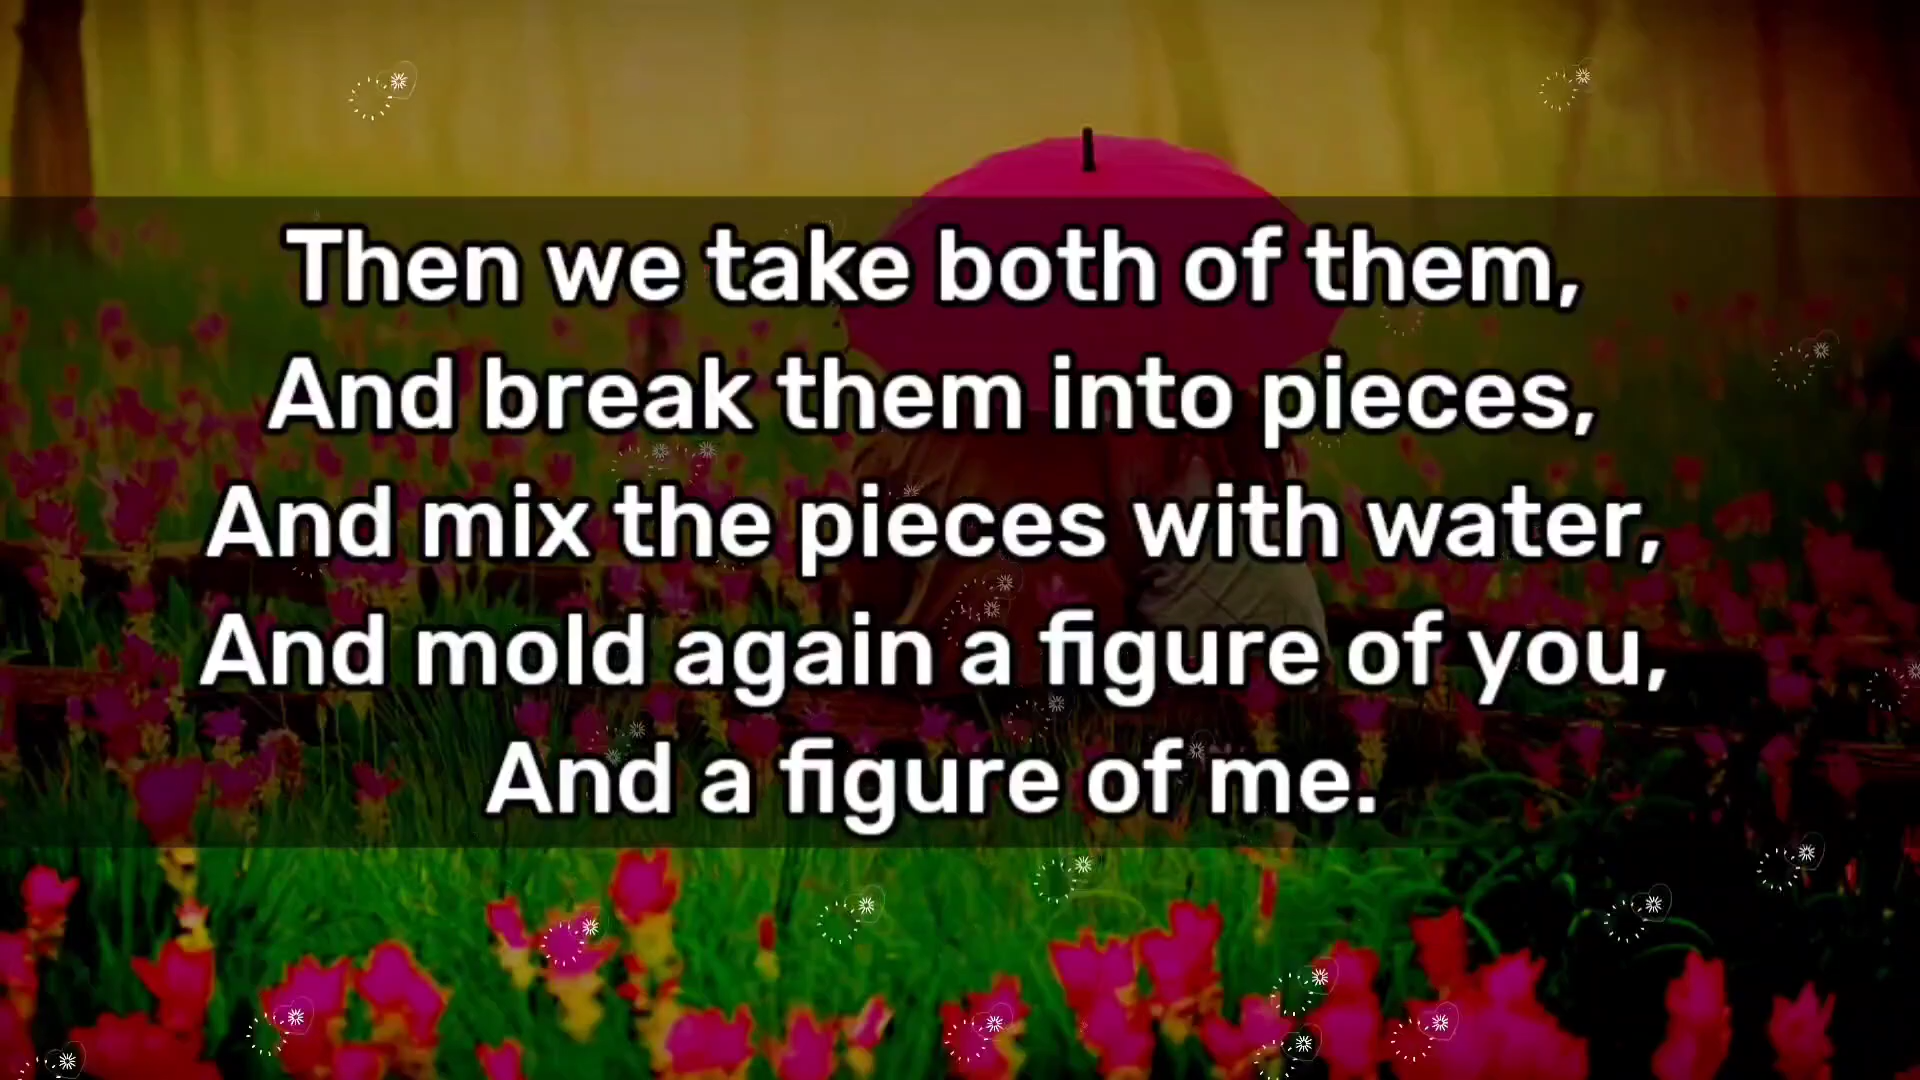 Then we take both of them,
And break them into pieces,
And mix the pieces with water,
And mold again a figure of you,
And a figure of me.